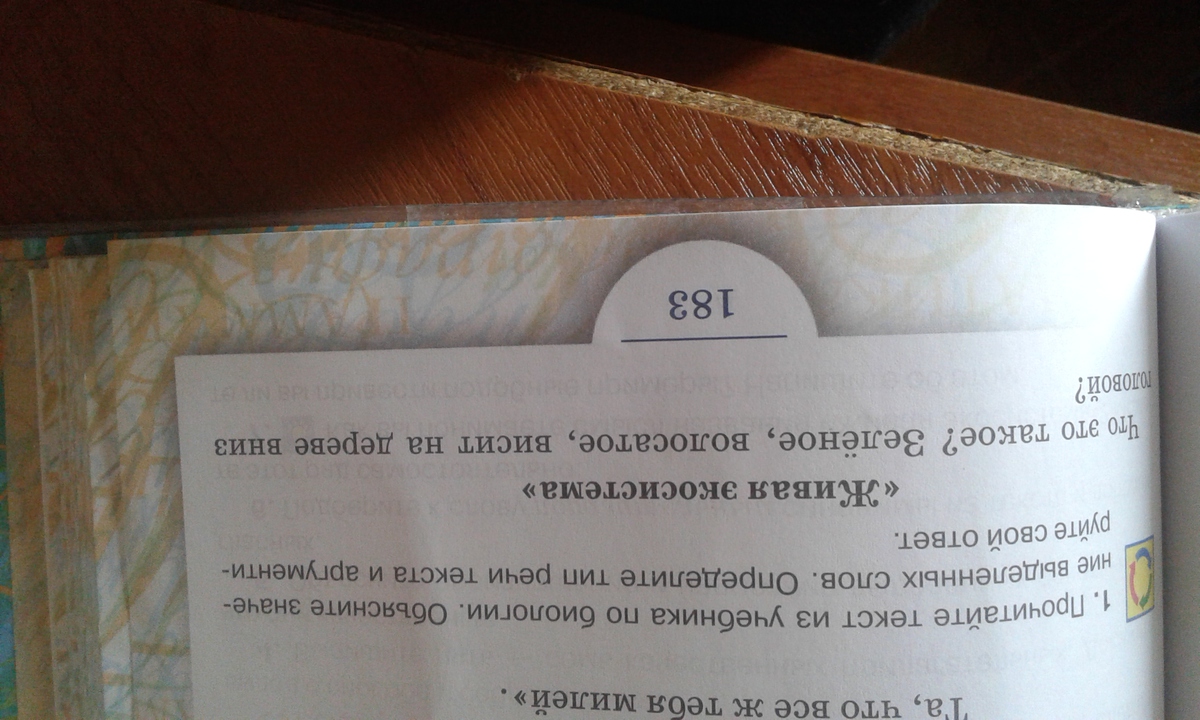 Та, что все ж тебя милей».
1. Прочитайте текст из учебника по биологии. Объясните значе-
ние выделенных слов. Определите тип речи текста и аргументи-
руйте свой ответ.
«Живая экосистема»
Что это такое? Зелёное, волосатое, висит на дереве вниз
головой?
183